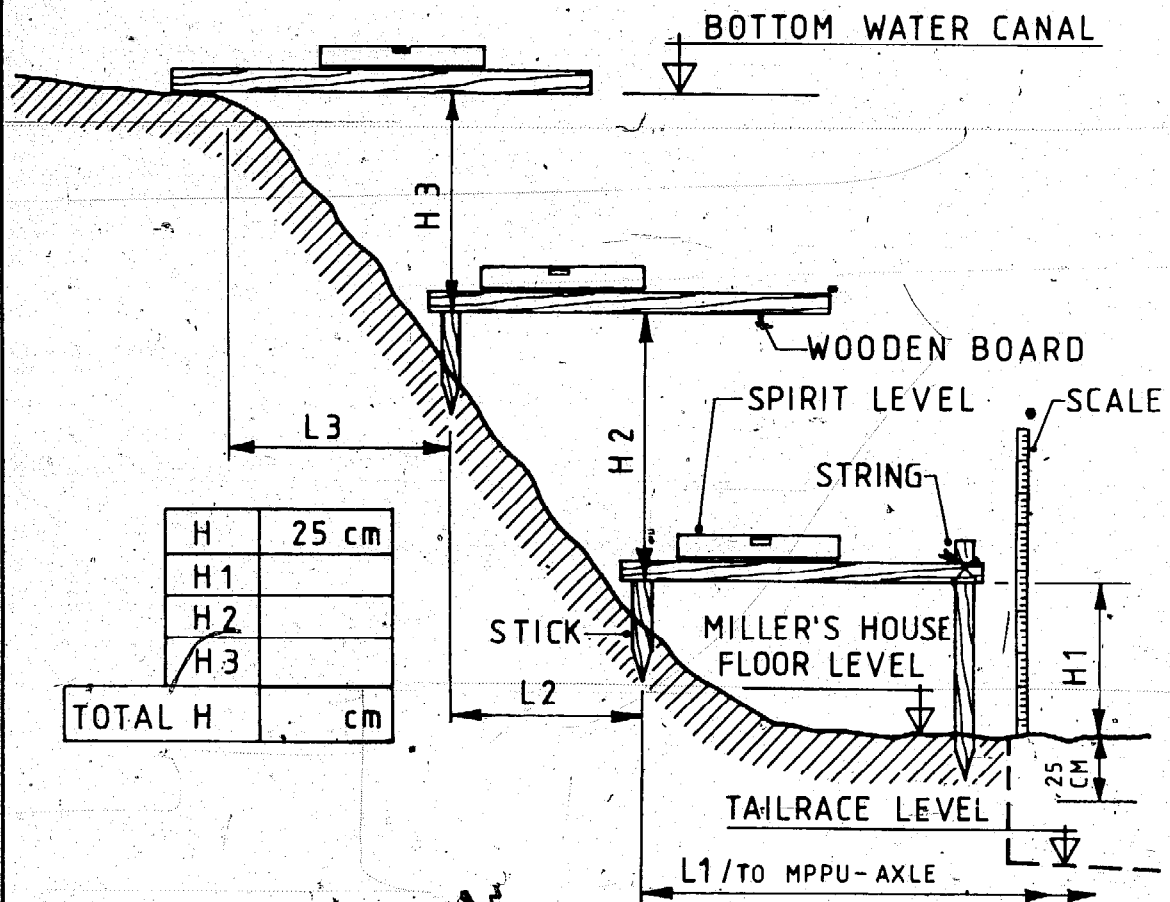 BOTTOM WATER CANAL
H3
WOODEN BOARD
SPIRIT LEVEL
SCALE
L3
H2
STRING
H 25 cm
H1
H2
H3
TOTAL H cm
STICK
MILLER'S HOUSE
FLOOR LEVEL
H1
L2
25
CM
TAILRACE LEVEL
L1/TO MPPU-AXLE